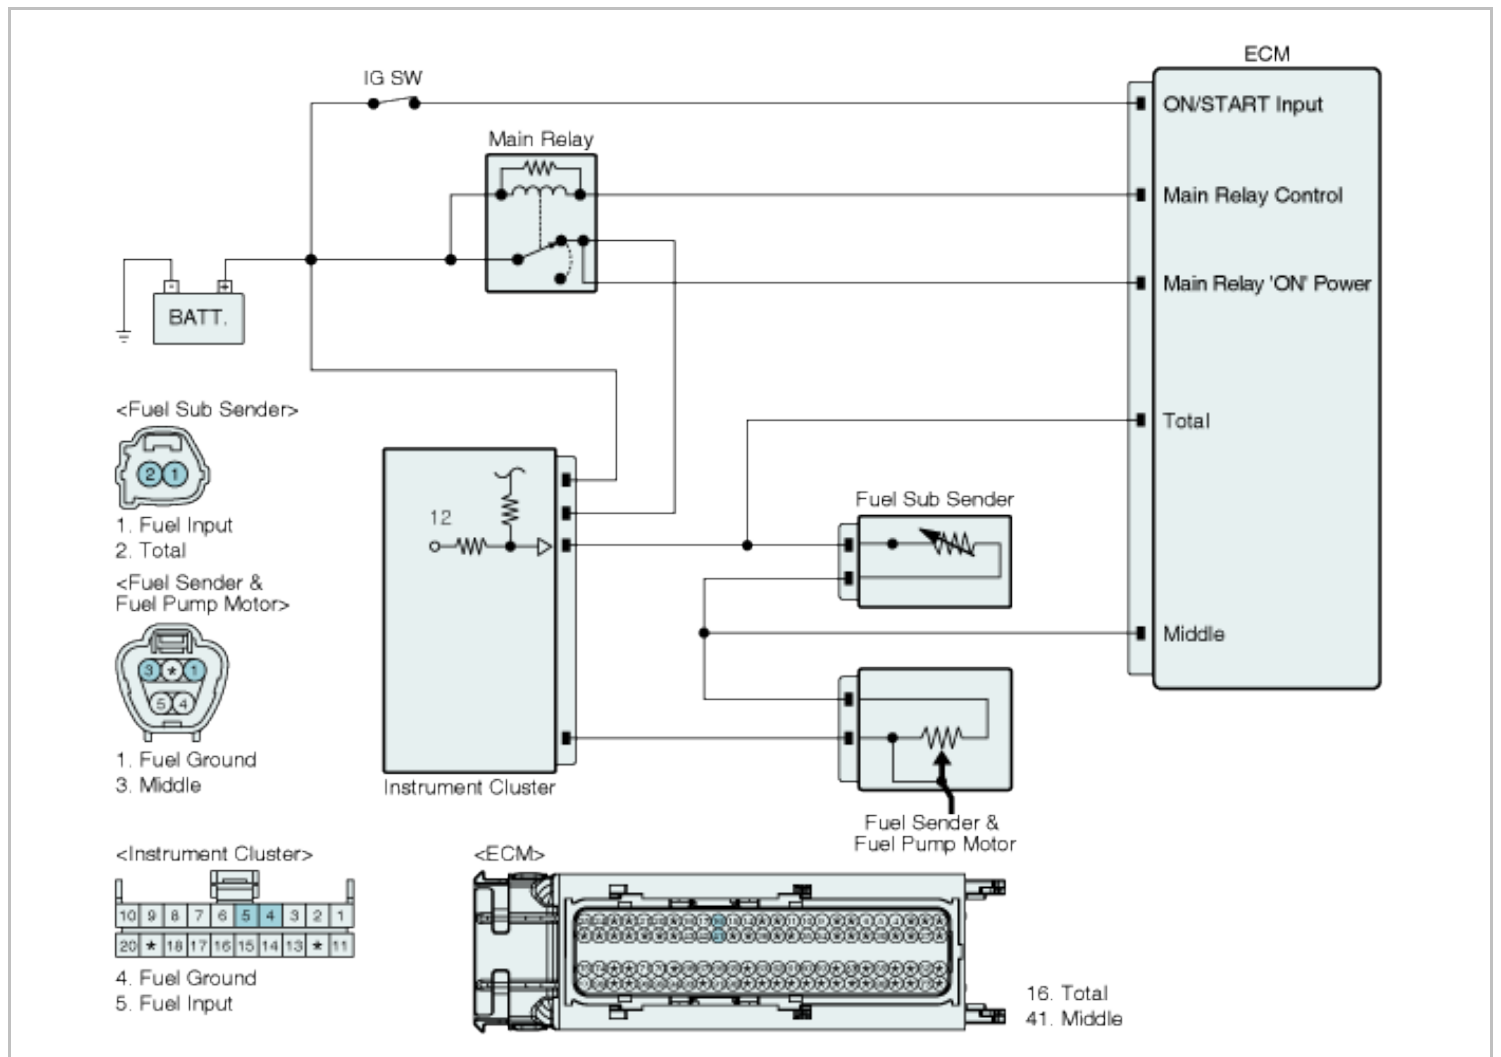 ECM
IG SW
ON/START Input
Main Relay
Main Relay Control
Main Relay 'ON' Power
- +
BATT.
<Fuel Sub Sender>
2 1
1. Fuel Input
2. Total
Total
12
Fuel Sub Sender
<Fuel Sender &
Fuel Pump Motor>
3 * 1
5 4
1. Fuel Ground
3. Middle
Middle
Instrument Cluster
Fuel Sender &
Fuel Pump Motor
<Instrument Cluster>
10 9 8 7 6 5 4 3 2 1
20 * 18 17 16 15 14 13 * 11
4. Fuel Ground
5. Fuel Input
<ECM>
16. Total
41. Middle